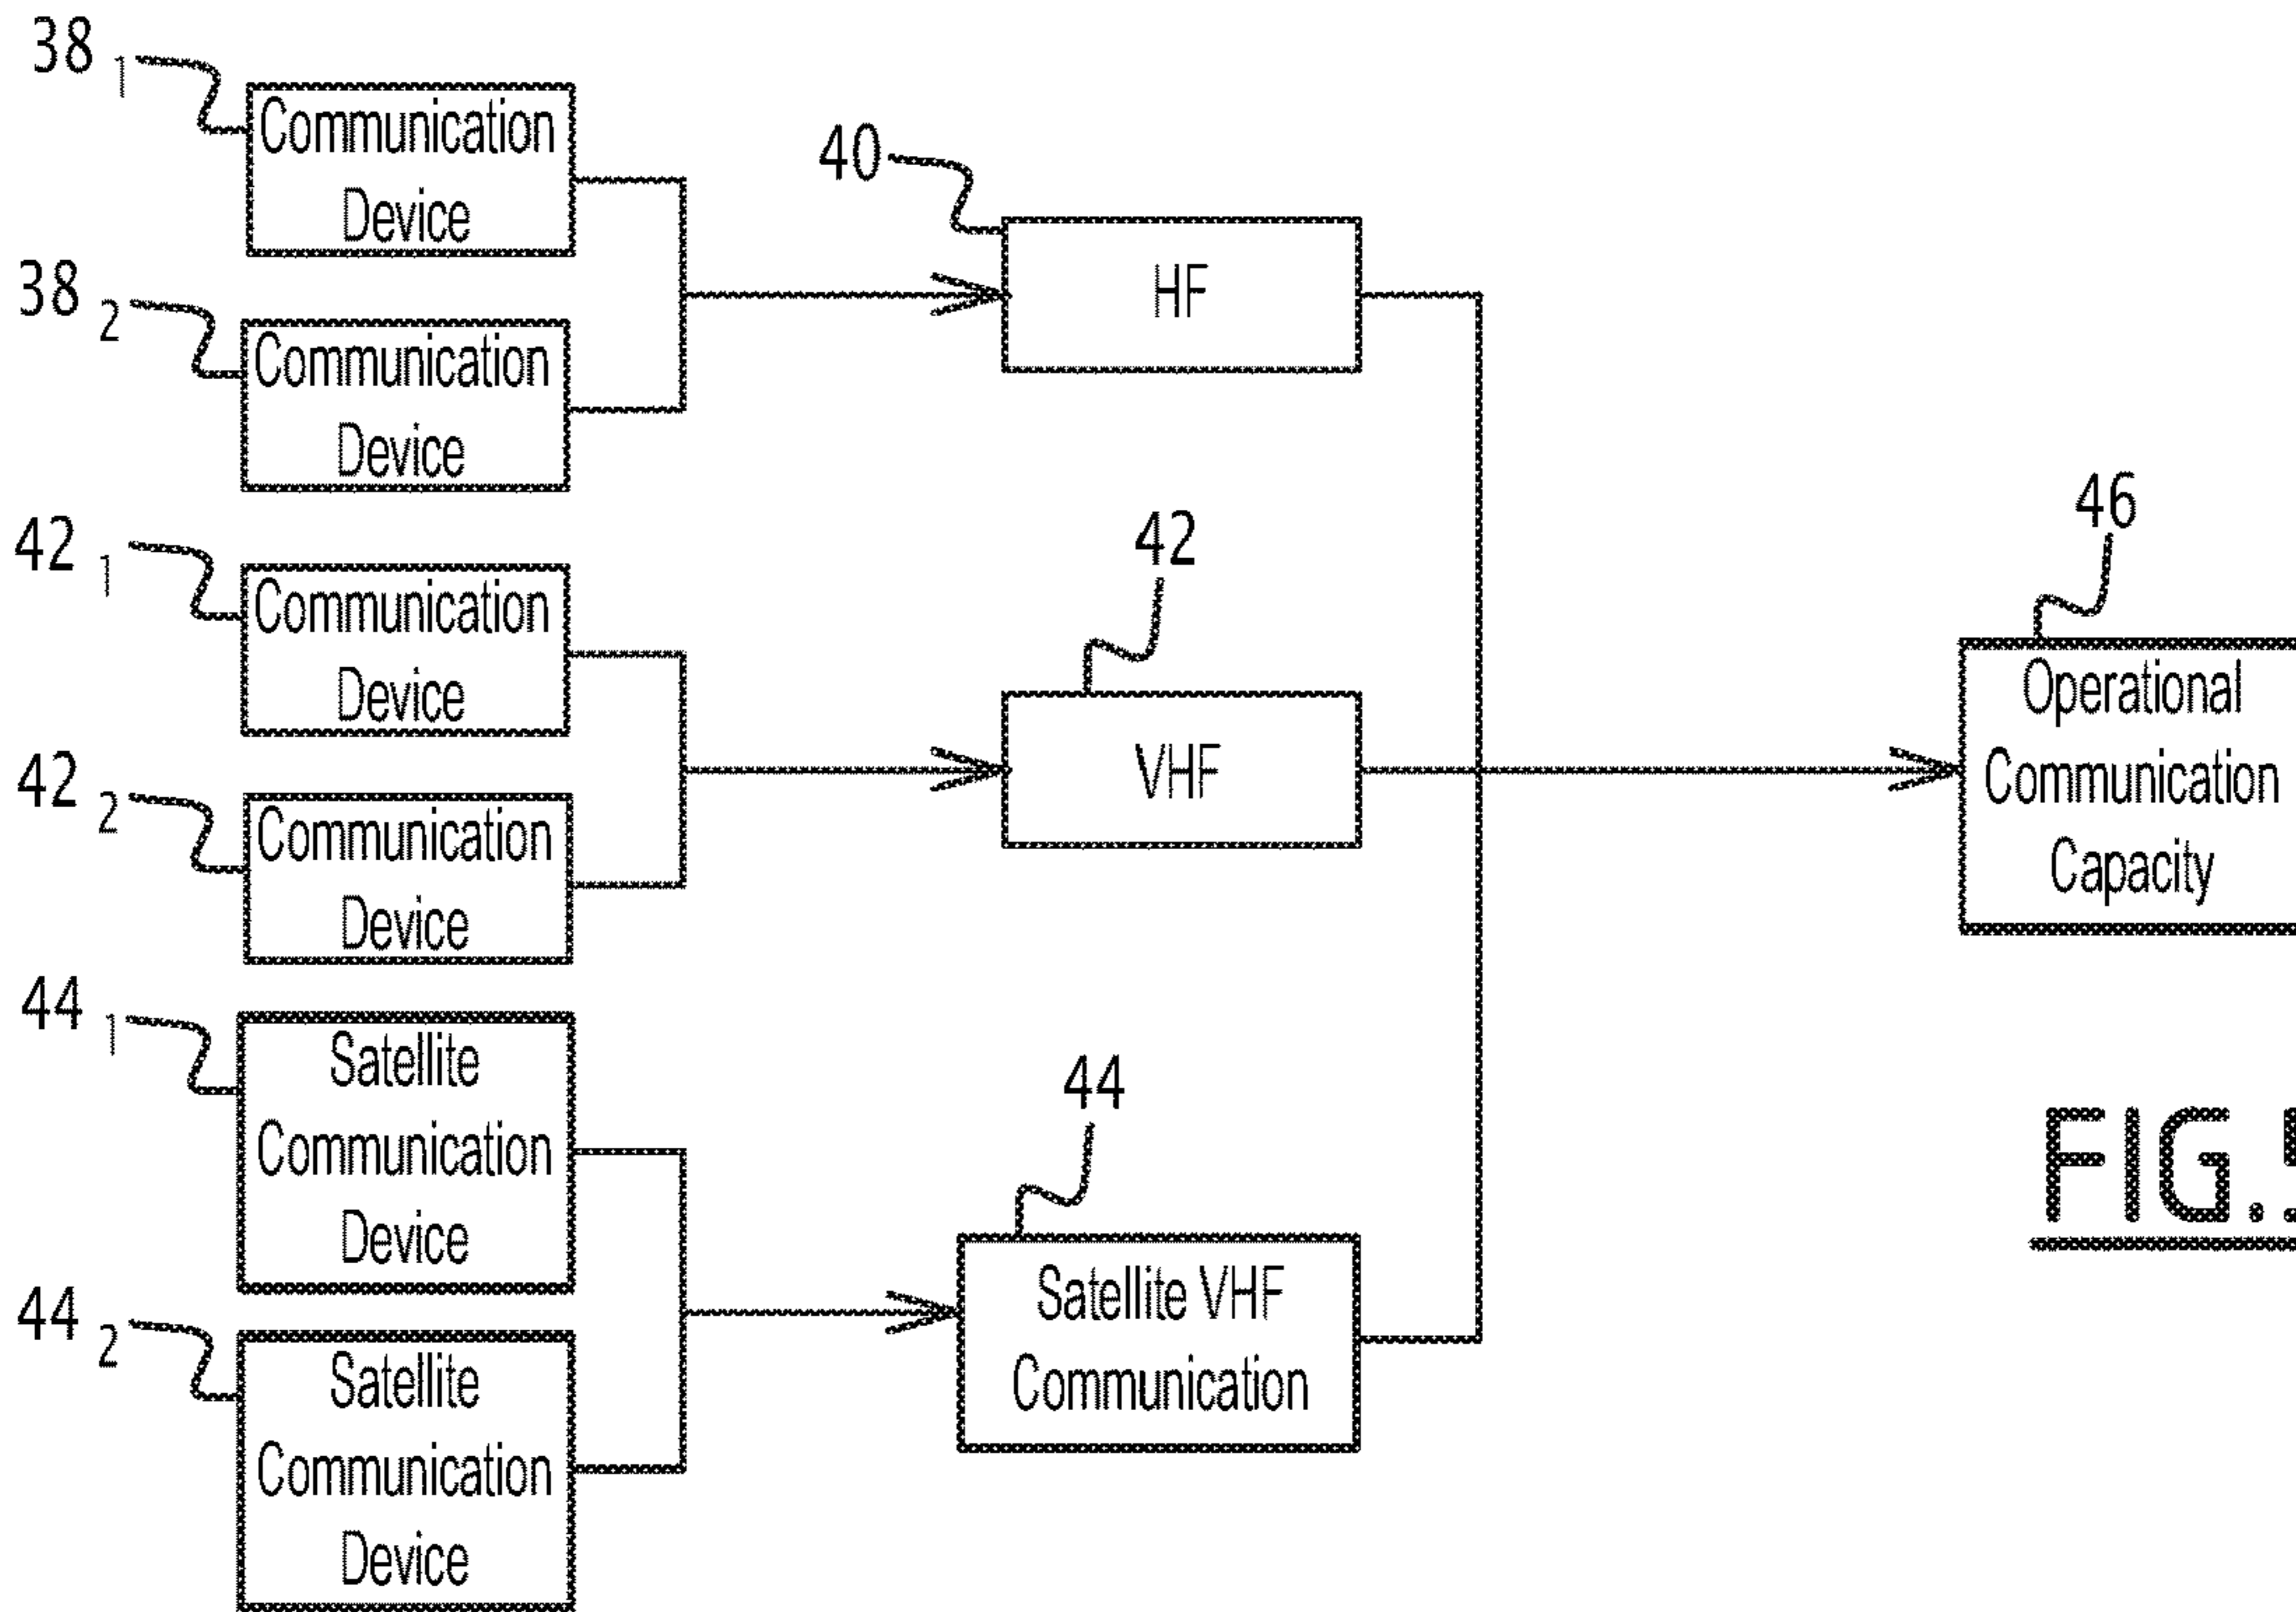 38 1
Communication
Device
38 2
Communication
Device
40
HF
42 1
Communication
Device
42 2
Communication
Device
42
VHF
46
Operational
Communication
Capacity
44 1
Satellite
Communication
Device
44 2
Satellite
Communication
Device
44
Satellite VHF
Communication
FIG.